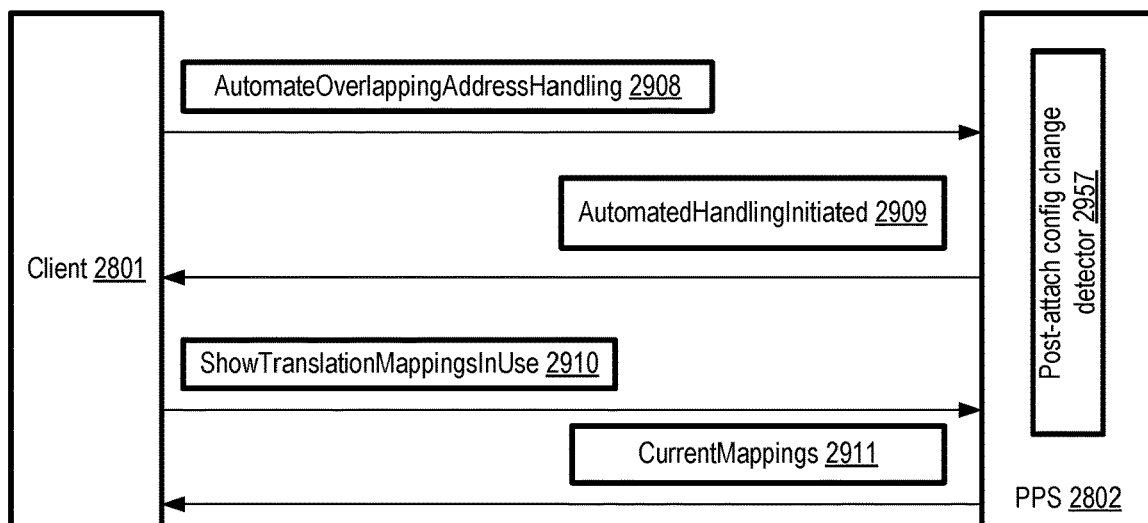 AutomateOverlappingAddressHandling 2908
AutomatedHandlingInitiated 2909
Client 2801
Post-attach config change
detector 2957
ShowTranslationMappingsInUse 2910
CurrentMappings 2911
PPS 2802